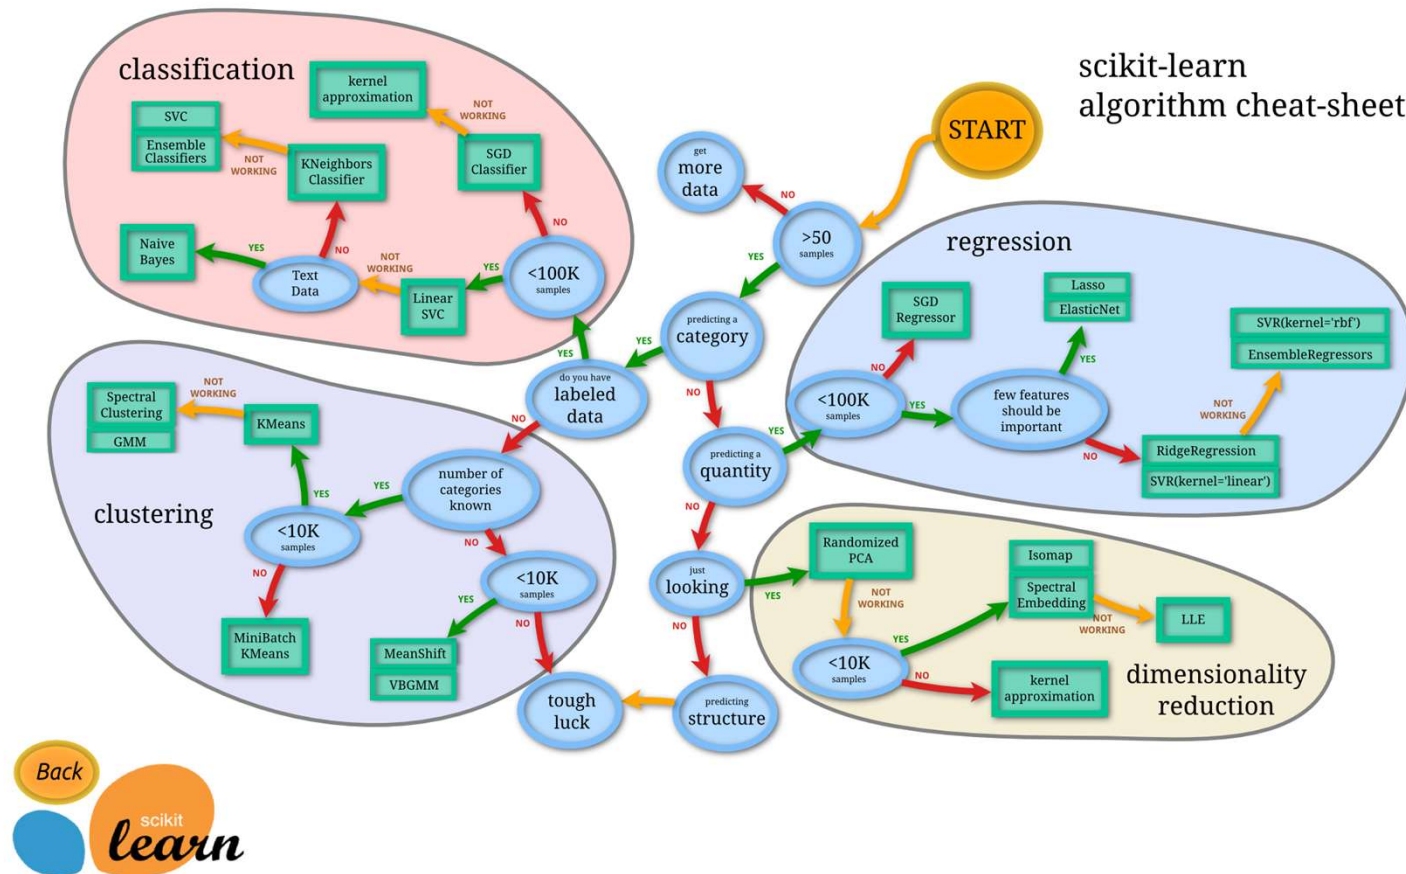 scikit-learn
algorithm cheat-sheet
START
get
more
data
NO
>50
samples
YES
predicting a
category
YES
NO
do you have
labeled
data
YES
NO
predicting a
quantity
YES
NO
just
looking
YES
NO
predicting
structure
tough
luck
classification
kernel
approximation
NOT
WORKING
SVC
Ensemble
Classifiers
NOT
WORKING
KNeighbors
Classifier
SGD
Classifier
NO
Naive
Bayes
YES
NO
Text
Data
NOT
WORKING
Linear
SVC
YES
<100K
samples
regression
SGD
Regressor
NO
<100K
samples
YES
Lasso
ElasticNet
YES
few features
should be
important
NO
SVR(kernel='rbf')
EnsembleRegressors
NOT
WORKING
RidgeRegression
SVR(kernel='linear')
clustering
Spectral
Clustering
GMM
NOT
WORKING
KMeans
YES
<10K
samples
NO
MiniBatch
KMeans
YES
number of
categories
known
NO
<10K
samples
YES
NO
MeanShift
VBGMM
dimensionality
reduction
Randomized
PCA
NOT
WORKING
<10K
samples
YES
NO
Isomap
Spectral
Embedding
NOT
WORKING
LLE
kernel
approximation
Back
scikit
learn